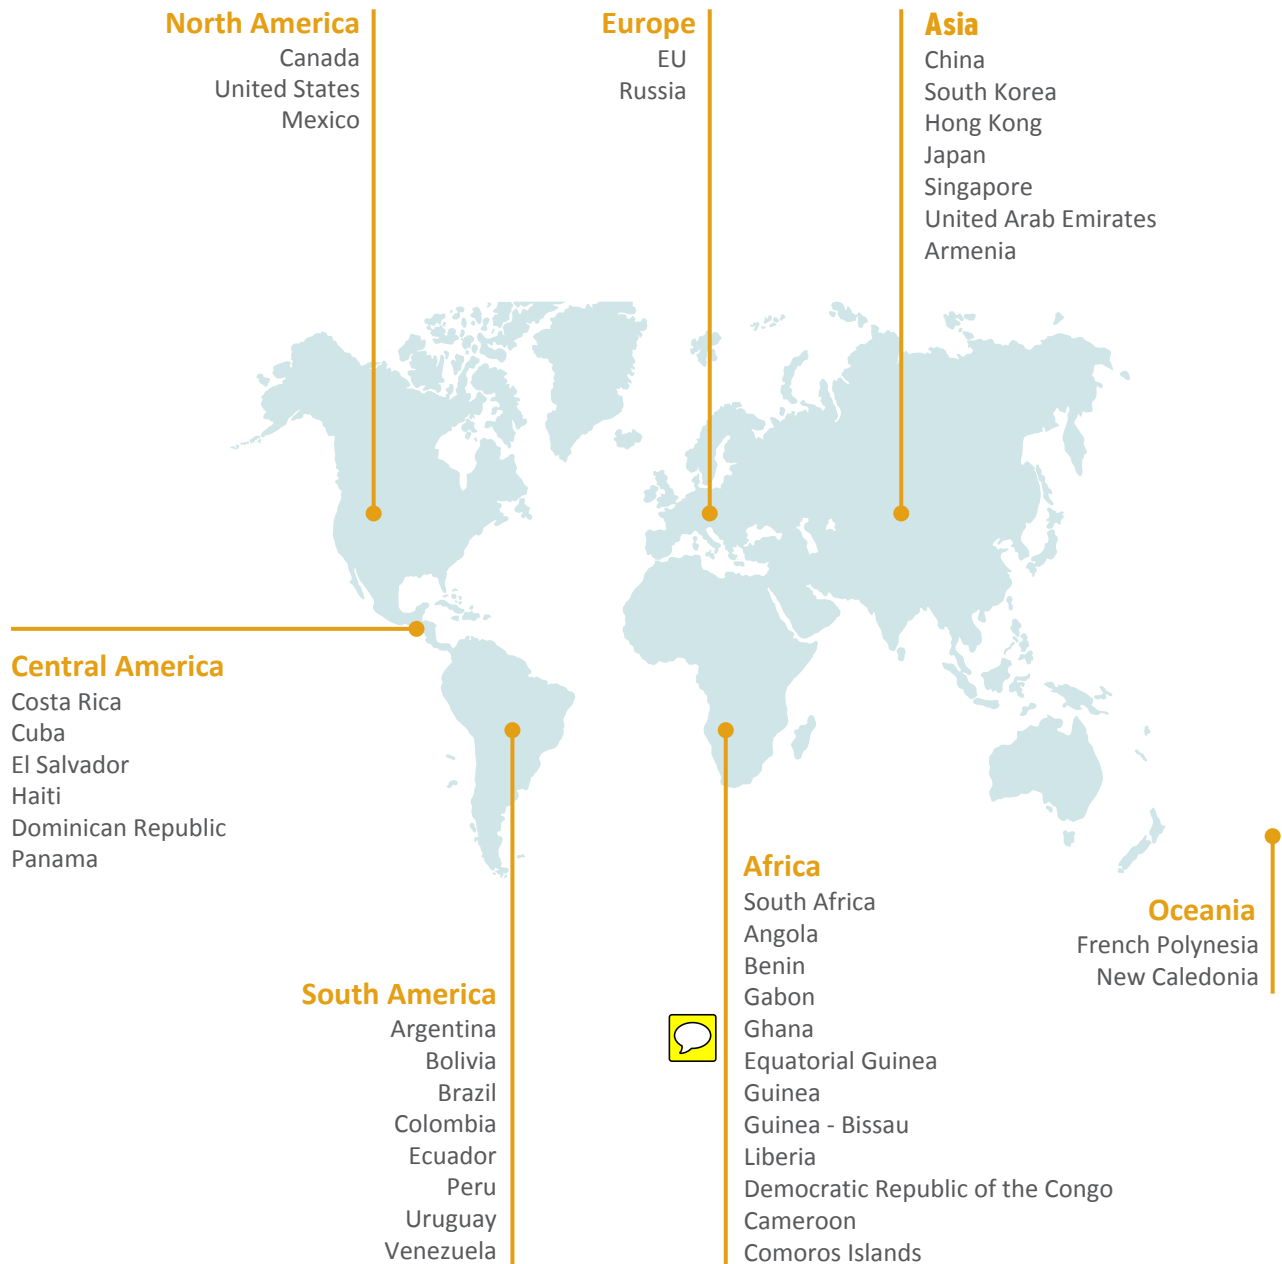 North America
Canada
United States
Mexico
Europe
EU
Russia
Asia
China
South Korea
Hong Kong
Japan
Singapore
United Arab Emirates
Armenia
Central America
Costa Rica
Cuba
El Salvador
Haiti
Dominican Republic
Panama
South America
Argentina
Bolivia
Brazil
Colombia
Ecuador
Peru
Uruguay
Venezuela
Africa
South Africa
Angola
Benin
Gabon
Ghana
Equatorial Guinea
Guinea
Guinea - Bissau
Liberia
Democratic Republic of the Congo
Cameroon
Comoros Islands
Oceania
French Polynesia
New Caledonia